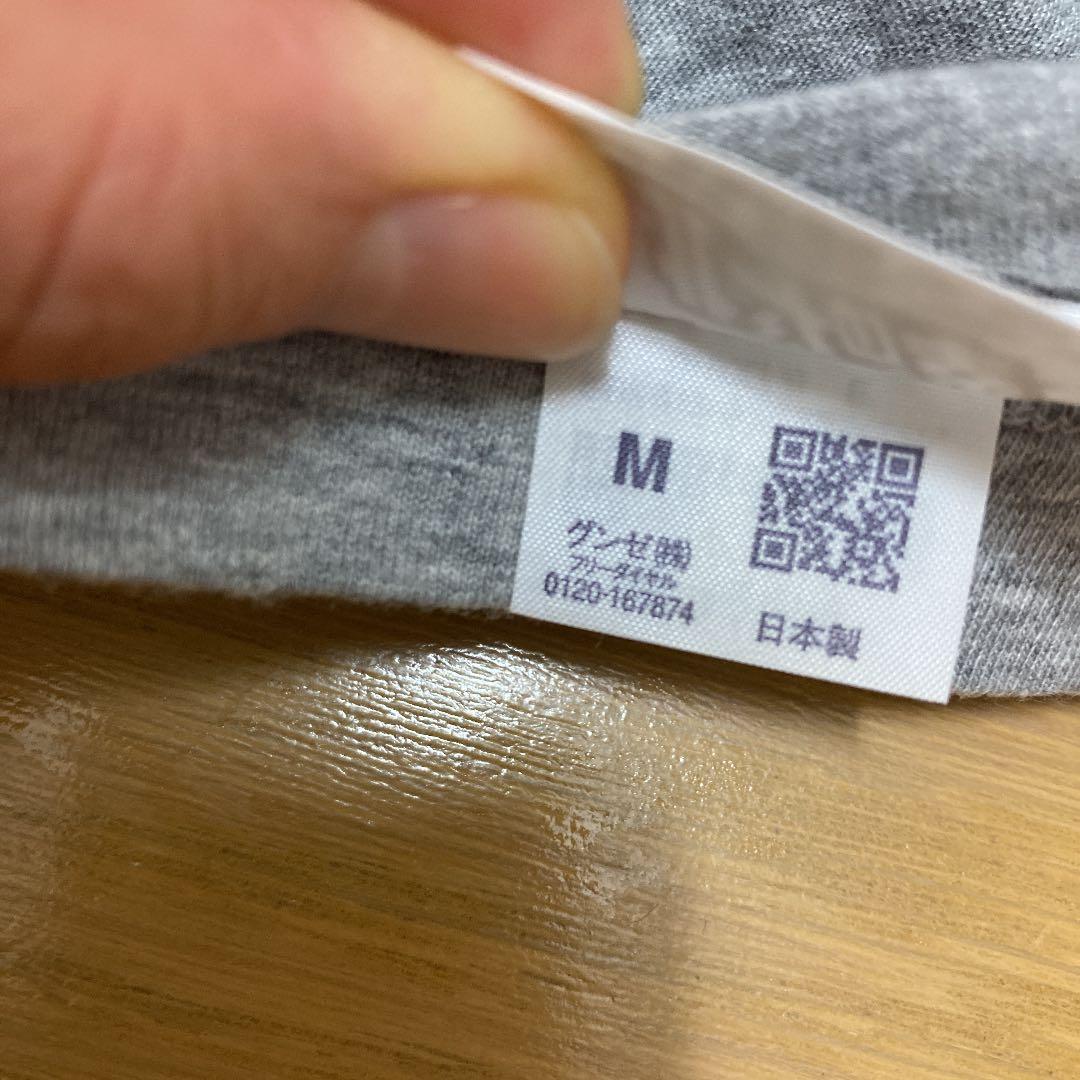 M
グンゼ(株)
フリーダイヤル
0120-167874
日本製